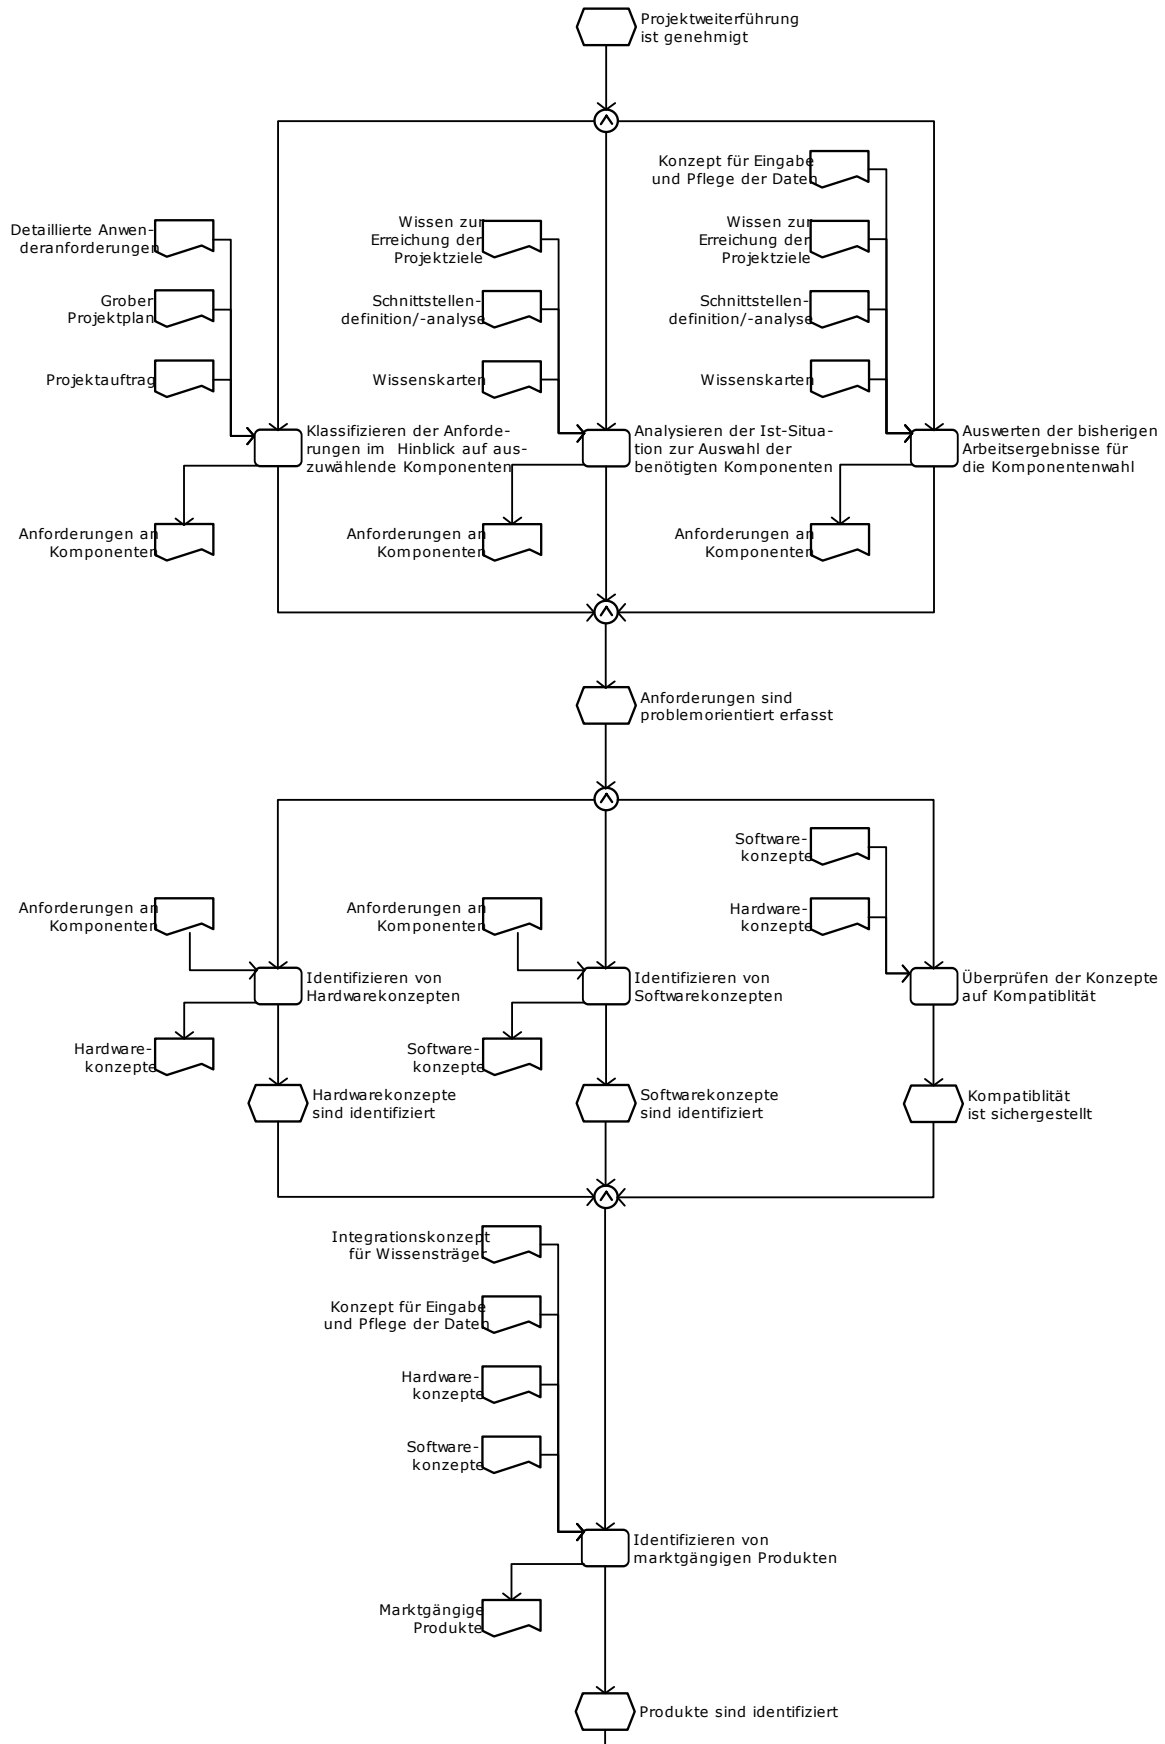 Projektweiterführung
ist genehmigt
Konzept für Eingabe
und Pflege der Daten
Detaillierte Anwen-
deranforderungen
Wissen zur
Erreichung der
Projektziele
Wissen zur
Erreichung der
Projektziele
Grober
Projektplan
Schnittstellen-
definition/-analyse
Schnittstellen-
definition/-analyse
Projektauftrag
Wissenskarten
Wissenskarten
Klassifizieren der Anforde-
rungen im Hinblick auf aus-
zuwählende Komponenten
Analysieren der Ist-Situa-
tion zur Auswahl der
benötigten Komponenten
Auswerten der bisherigen
Arbeitsergebnisse für
die Komponentenwahl
Anforderungen an
Komponenten
Anforderungen an
Komponenten
Anforderungen an
Komponenten
Anforderungen sind
problemorientiert erfasst
Software-
konzepte
Anforderungen an
Komponenten
Anforderungen an
Komponenten
Hardware-
konzepte
Identifizieren von
Hardwarekonzepten
Identifizieren von
Softwarekonzepten
Überprüfen der Konzepte
auf Kompatiblität
Hardware-
konzepte
Software-
konzepte
Hardwarekonzepte
sind identifiziert
Softwarekonzepte
sind identifiziert
Kompatiblität
ist sichergestellt
Integrationskonzept
für Wissensträger
Konzept für Eingabe
und Pflege der Daten
Hardware-
konzepte
Software-
konzepte
Identifizieren von
marktgängigen Produkten
Marktgängige
Produkte
Produkte sind identifiziert